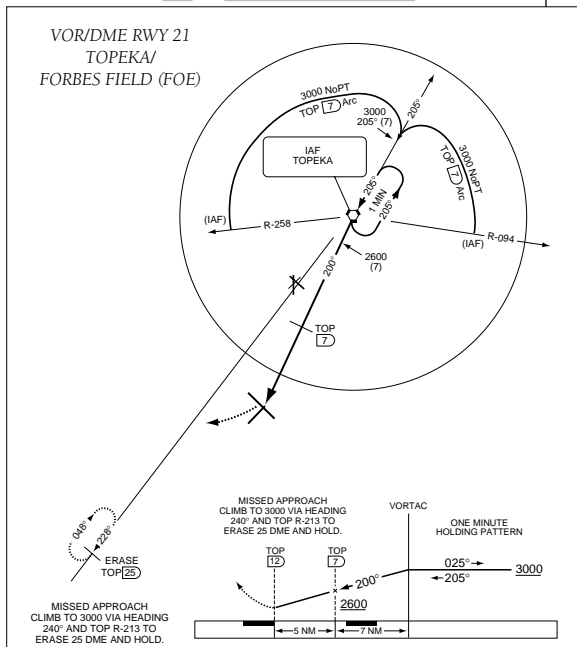 VOR/DME RWY 21
TOPEKA/
FORBES FIELD (FOE)
3000 NoPT
TOP 7 Arc
3000
205° (7)
205°
3000 NoPT
TOP 7 Arc
IAF
TOPEKA
205°
1 MIN
205°
(IAF)
R-258
(IAF)
R-094
2600
(7)
200°
TOP
7
048°
228°
ERASE
TOP 25
MISSED APPROACH
CLIMB TO 3000 VIA HEADING
240° AND TOP R-213 TO
ERASE 25 DME AND HOLD.
MISSED APPROACH
CLIMB TO 3000 VIA HEADING
240° AND TOP R-213 TO
ERASE 25 DME AND HOLD.
VORTAC
ONE MINUTE
HOLDING PATTERN
TOP
12
TOP
7
025°
3000
205°
200°
2600
5 NM
7 NM